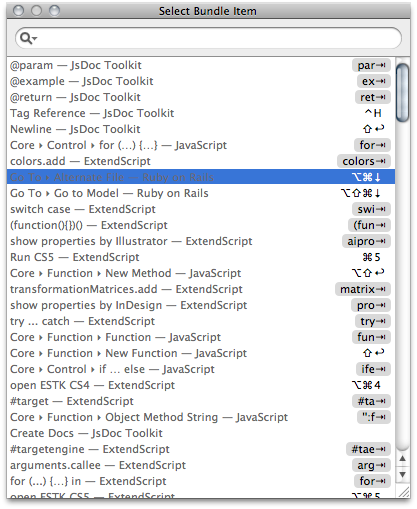 Select Bundle Item
@param — JsDoc Toolkit par⇥
@example — JsDoc Toolkit ex⇥
@return — JsDoc Toolkit ret⇥
Tag Reference — JsDoc Toolkit ^H
Newline — JsDoc Toolkit ⇧↩
Core ▸ Control ▸ for (...) {...} — JavaScript for⇥
colors.add — ExtendScript colors⇥
Go To ▸ Alternate File — Ruby on Rails ⌥⌘↓
Go To ▸ Go to Model — Ruby on Rails ⌥⇧⌘↓
switch case — ExtendScript swi⇥
(function(){})() — ExtendScript (fun⇥
show properties by Illustrator — ExtendScript aipro⇥
Run CS5 — ExtendScript ⌘5
Core ▸ Function ▸ New Method — JavaScript ⌥⇧↩
transformationMatrices.add — ExtendScript matrix⇥
show properties by InDesign — ExtendScript pro⇥
try ... catch — ExtendScript try⇥
Core ▸ Function ▸ Function — JavaScript fun⇥
Core ▸ Function ▸ New Function — JavaScript ⇧↩
Core ▸ Control ▸ if ... else — JavaScript ife⇥
open ESTK CS4 — ExtendScript ⌥⌘4
#target — ExtendScript #ta⇥
Core ▸ Function ▸ Object Method String — JavaScript ":f⇥
Create Docs — JsDoc Toolkit
#targetengine — ExtendScript #tae⇥
arguments.callee — ExtendScript arg⇥
for (...) {...} in — ExtendScript for⇥
open ESTK CS5 — ExtendScript ⌥⌘5